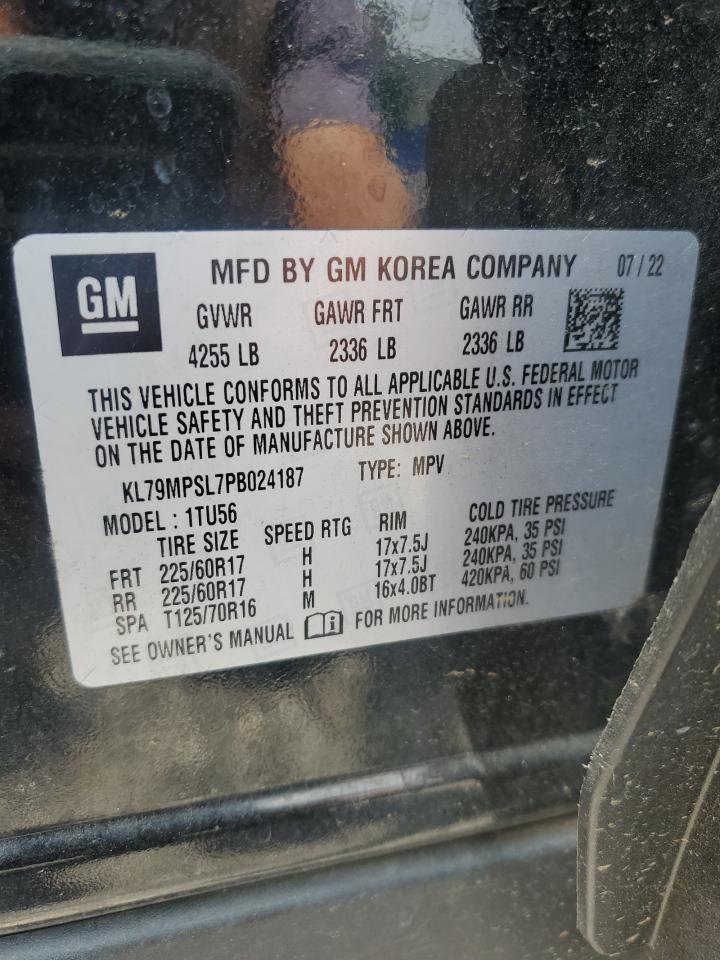 GM
MFD BY GM KOREA COMPANY 07 / 22
GVWR GAWR FRT GAWR RR
4255 LB 2336 LB 2336 LB
THIS VEHICLE CONFORMS TO ALL APPLICABLE U.S. FEDERAL MOTOR
VEHICLE SAFETY AND THEFT PREVENTION STANDARDS IN EFFECT
ON THE DATE OF MANUFACTURE SHOWN ABOVE.
KL79MPSL7PB024187 TYPE: MPV
MODEL : 1TU56
TIRE SIZE SPEED RTG RIM COLD TIRE PRESSURE
FRT 225/60R17 H 17x7.5J 240KPA, 35 PSI
RR 225/60R17 H 17x7.5J 240KPA, 35 PSI
SPA T125/70R16 M 16x4.0BT 420KPA, 60 PSI
SEE OWNER'S MANUAL i FOR MORE INFORMATION.